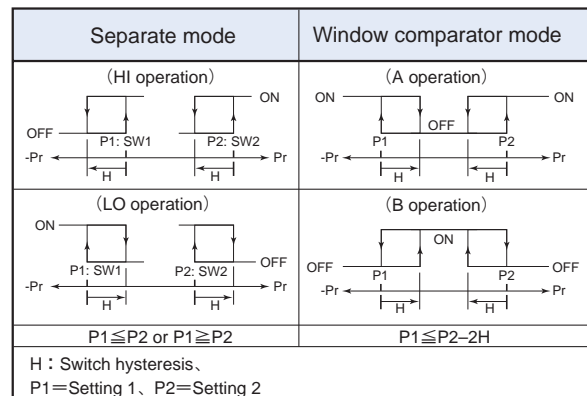 Separate mode
Window comparator mode
(HI operation)
ON
OFF
P1: SW1
P2: SW2
-Pr
Pr
H
H
(A operation)
ON
ON
OFF
P1
P2
-Pr
Pr
H
H
(LO operation)
ON
P1: SW1
P2: SW2
OFF
-Pr
Pr
H
H
(B operation)
ON
OFF
OFF
P1
P2
-Pr
Pr
H
H
P1≦P2 or P1≧P2
P1≦P2–2H
H：Switch hysteresis、
P1＝Setting 1、P2＝Setting 2